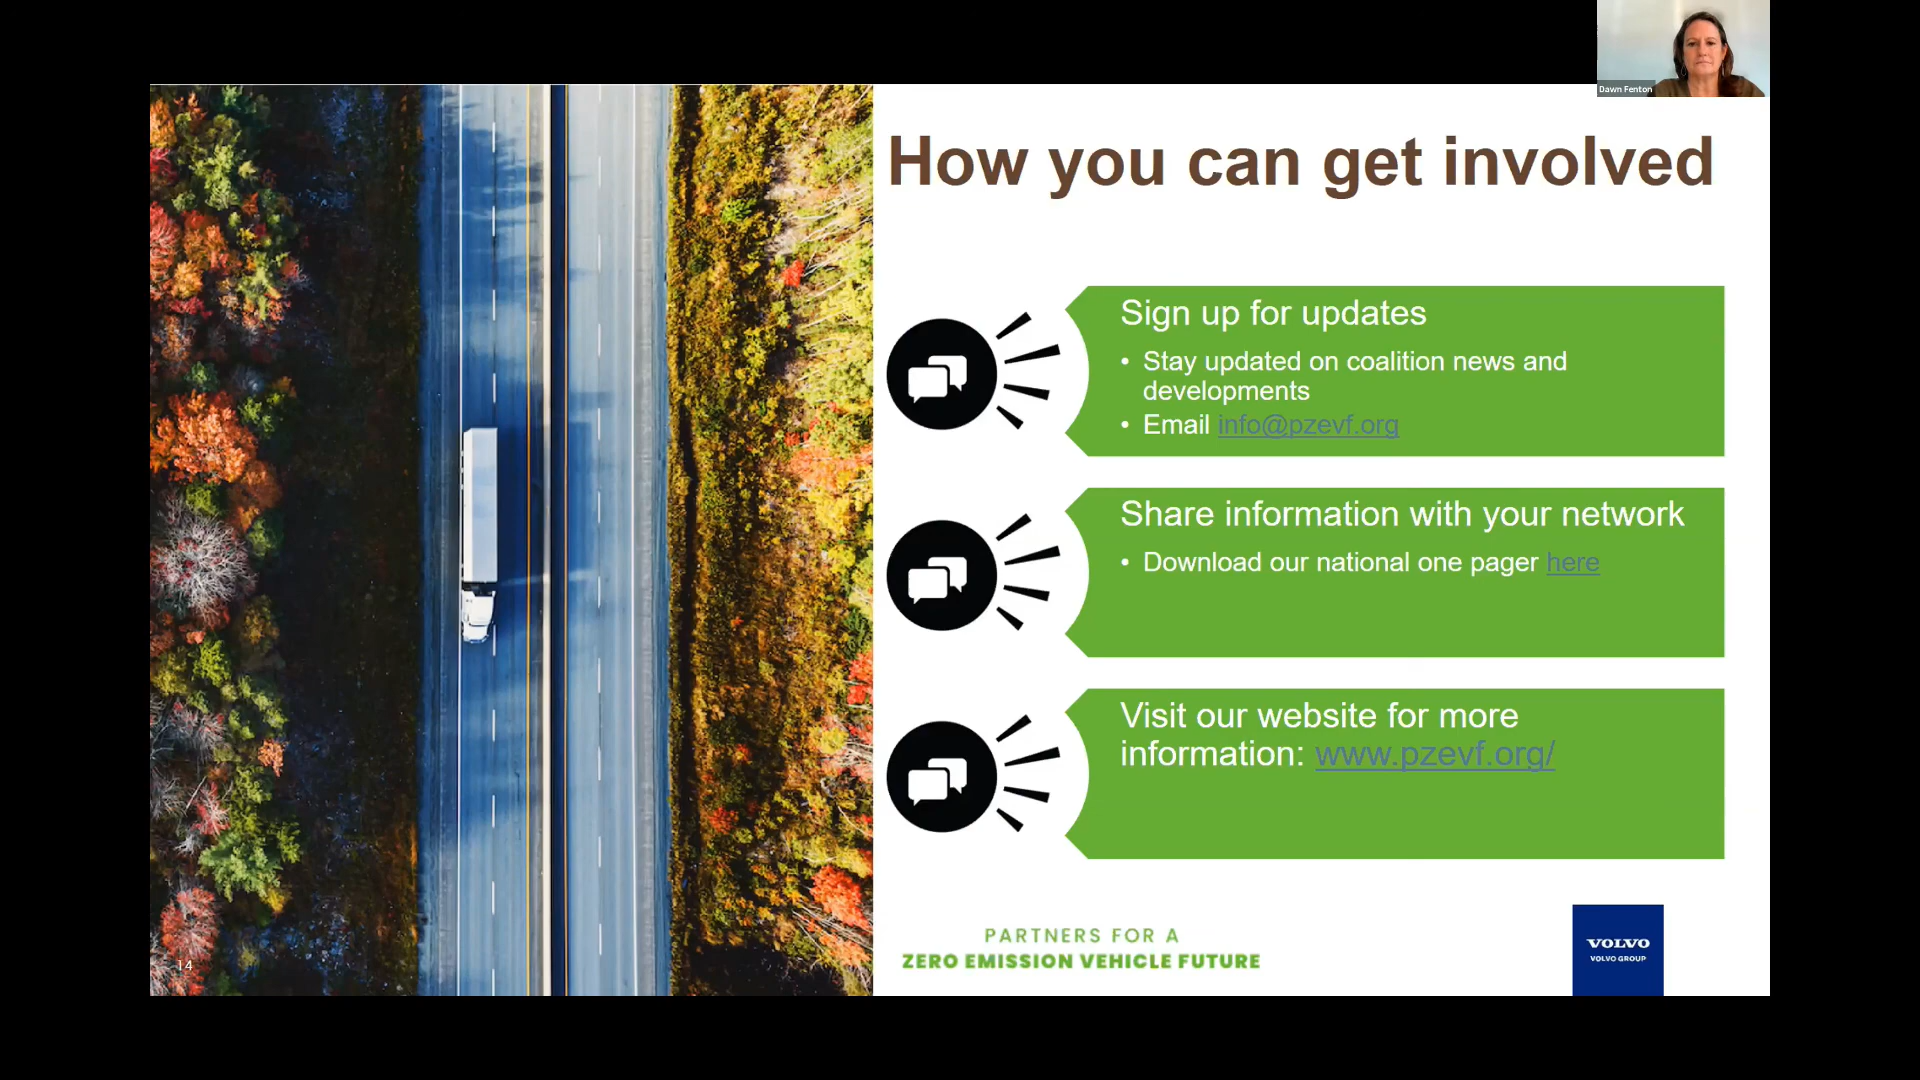 Dawn Fenton
How you can get involved
Sign up for updates
• Stay updated on coalition news and
developments
• Email info@pzevf.org
Share information with your network
• Download our national one pager here
Visit our website for more
information: www.pzevf.org/
PARTNERS FOR A
ZERO EMISSION VEHICLE FUTURE
VOLVO
VOLVO GROUP
14